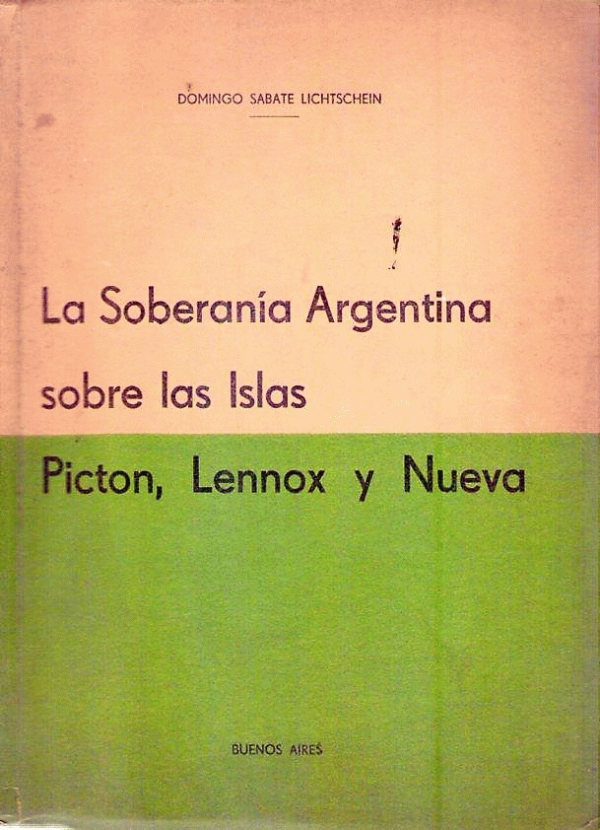 DOMINGO SABATE LICHTSCHEIN
La Soberanía Argentina
sobre las Islas
Picton, Lennox y Nueva
BUENOS AIRES